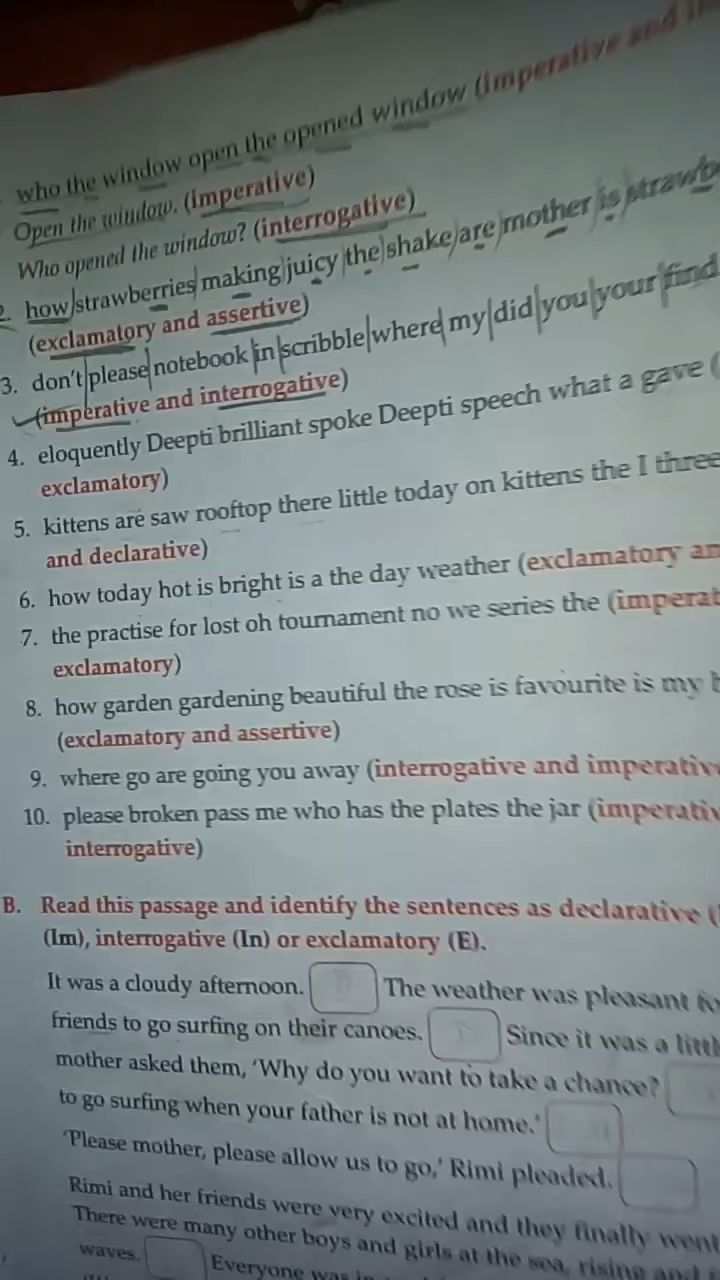 who the window open the opened window (imperative and
Open the window. (imperative)
Who opened the window? (interrogative)
2. how strawberries making juicy the shake are mother is
(exclamatory and assertive)
3. don't please notebook in scribble where my did you your find
(imperative and interrogative)
4. eloquently Deepti brilliant spoke Deepti speech what a gave (
exclamatory)
5. kittens are saw rooftop there little today on kittens the I three
and declarative)
6. how today hot is bright is a the day weather (exclamatory
7. the practise for lost oh tournament no we series the
exclamatory)
8. how garden gardening beautiful the rose is favourite is my
(exclamatory and assertive)
9. where go are going you away (interrogative and
10. please broken pass me who has the plates the jar
interrogative)
B. Read this passage and identify the sentences as declarative (
(Im), interrogative (In) or exclamatory (E).
It was a cloudy afternoon. The weather was pleasant
friends to go surfing on their canoes. Since it was a
mother asked them, 'Why do you want to take a chance?
to go surfing when your father is not at home.'
'Please mother, please allow us to go,' Rimi pleaded.
Rimi and her friends were very excited and they finally went
There were many other boys and girls at the sea, rising and
waves. Everyone was